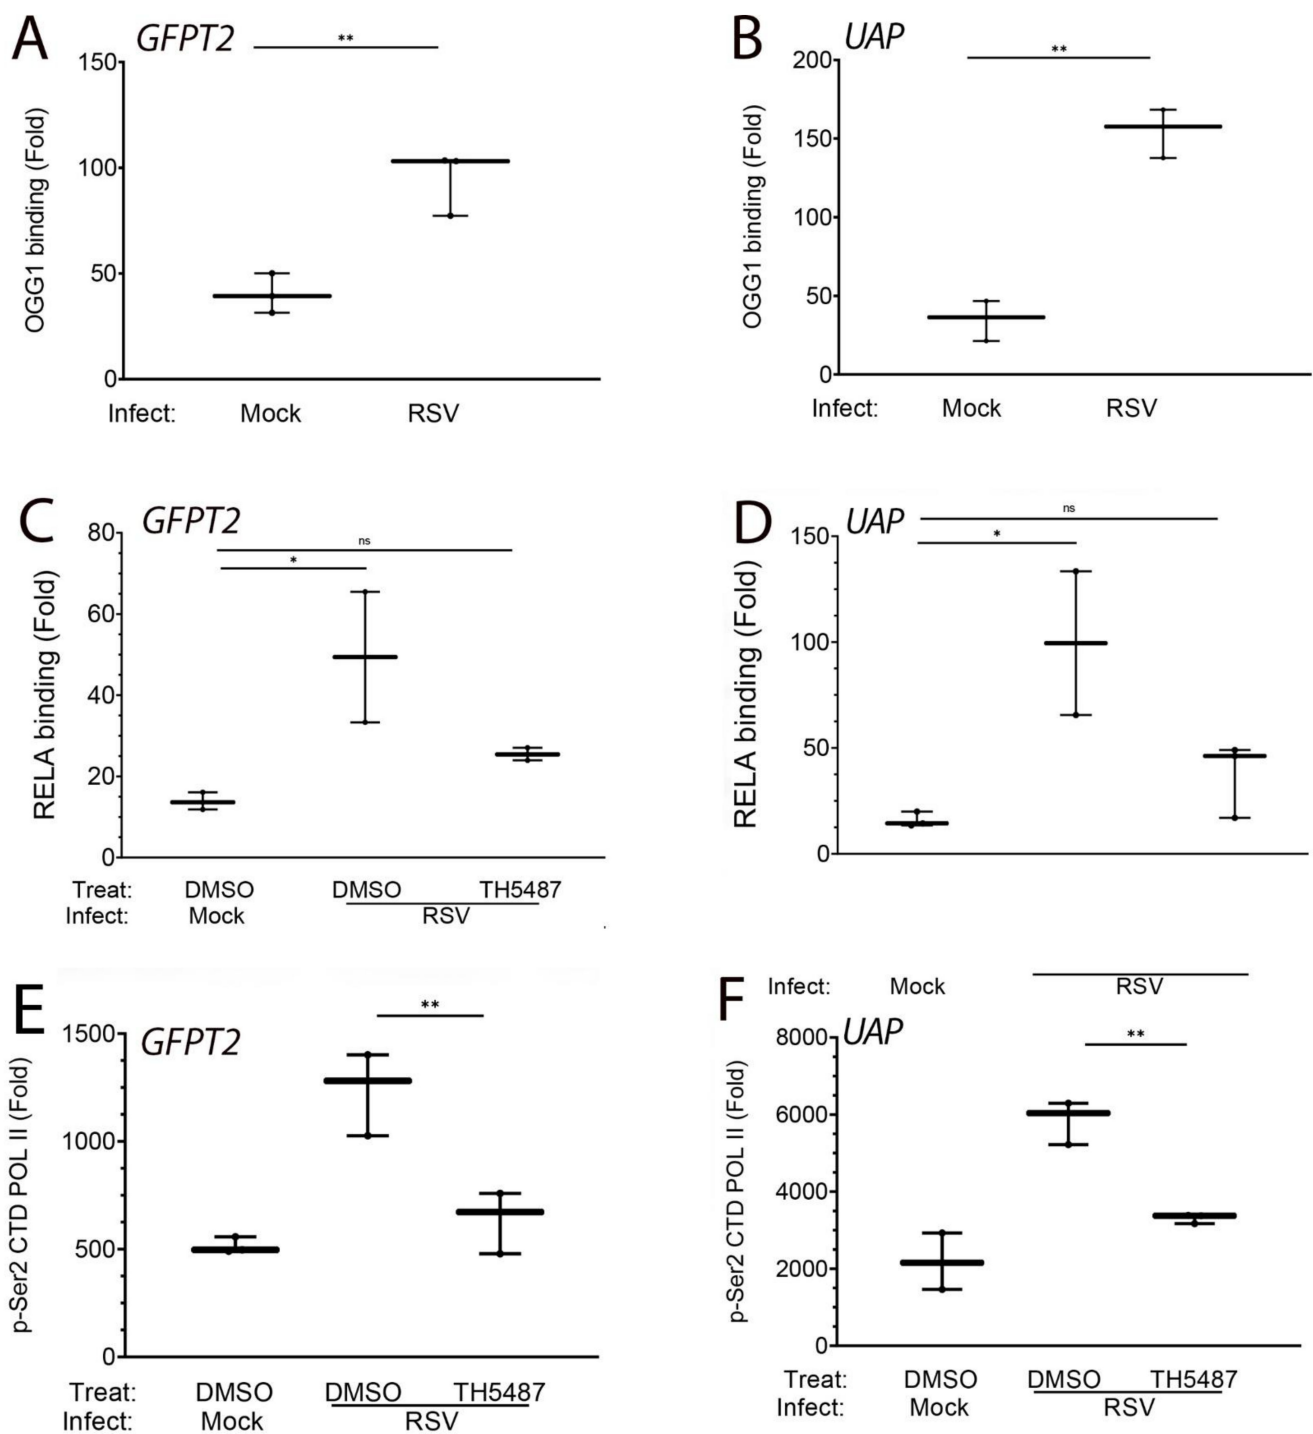 A GFPT2
**
150
100
50
0
OGG1 binding (Fold)
Infect: Mock RSV
B UAP
**
200
150
100
50
0
OGG1 binding (Fold)
Infect: Mock RSV
C GFPT2
ns
*
80
60
40
20
0
RELA binding (Fold)
Treat: DMSO DMSO TH5487
Infect: Mock RSV
D UAP
ns
*
150
100
50
0
RELA binding (Fold)
Infect: Mock RSV
E GFPT2
**
1500
1000
500
0
p-Ser2 CTD POL II (Fold)
Treat: DMSO DMSO TH5487
Infect: Mock RSV
F UAP
**
8000
6000
4000
2000
0
p-Ser2 CTD POL II (Fold)
Treat: DMSO DMSO TH5487
Infect: Mock RSV